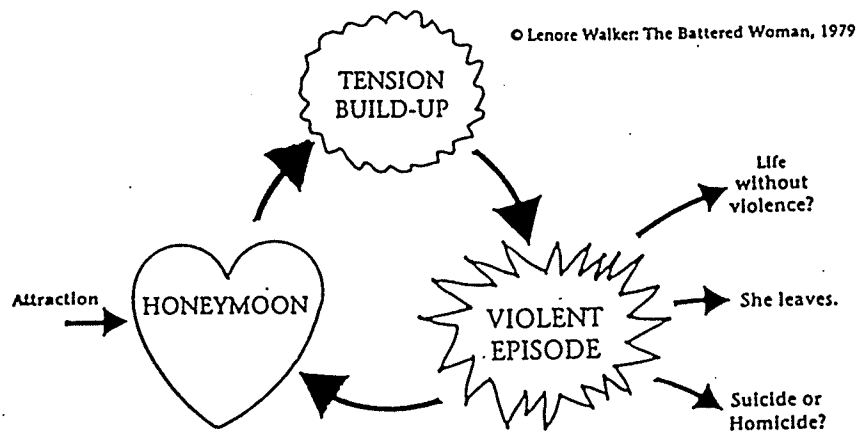 © Lenore Walker: The Battered Woman, 1979
TENSION
BUILD-UP
Life
without
violence?
Attraction
HONEYMOON
VIOLENT
EPISODE
She leaves.
Suicide or
Homicide?